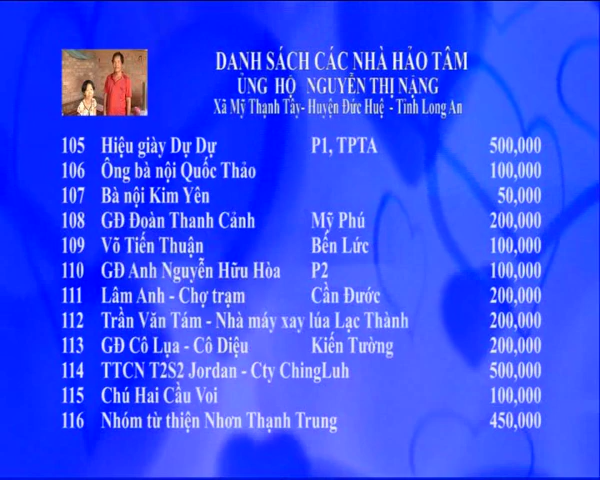 DANH SÁCH CÁC NHÀ HẢO TÂM
ỦNG HỘ NGUYỄN THỊ NẶNG
Xã Mỹ Thạnh Tây- Huyện Đức Huệ - Tỉnh Long An
105 Hiệu giày Dự Dự P1, TPTA 500,000
106 Ông bà nội Quốc Thảo 100,000
107 Bà nội Kim Yên 50,000
108 GĐ Đoàn Thanh Cảnh Mỹ Phú 200,000
109 Võ Tiến Thuận Bến Lức 100,000
110 GĐ Anh Nguyễn Hữu Hòa P2 100,000
111 Lâm Anh - Chợ trạm Cần Đước 200,000
112 Trần Văn Tám - Nhà máy xay lúa Lạc Thành 200,000
113 GĐ Cô Lụa - Cô Diệu Kiến Tường 200,000
114 TTCN T2S2 Jordan - Cty ChingLuh 500,000
115 Chú Hai Cầu Voi 100,000
116 Nhóm từ thiện Nhơn Thạnh Trung 450,000